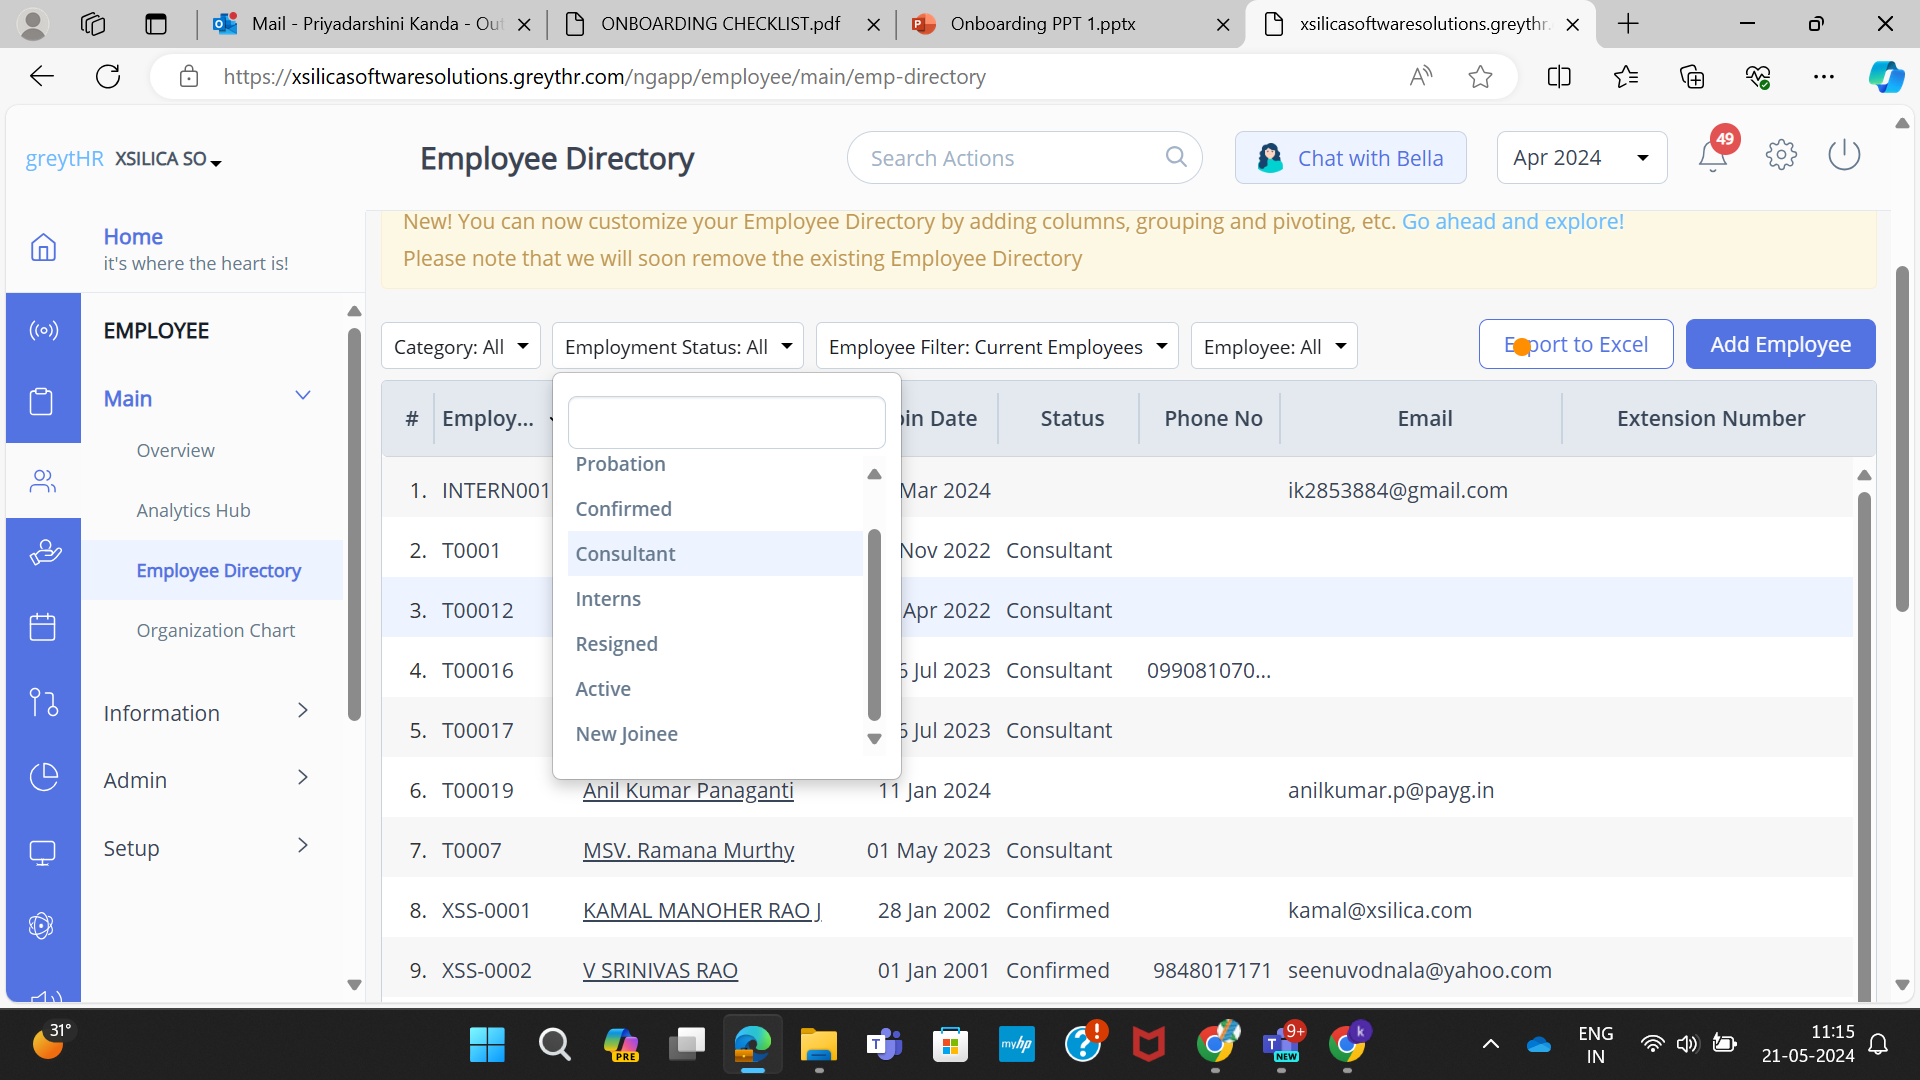 Mail - Priyadarshini Kanda - Out
ONBOARDING CHECKLIST.pdf
Onboarding PPT 1.pptx
xsilicasoftwaresolutions.greythr.
https://xsilicasoftwaresolutions.greythr.com/ngapp/employee/main/emp-directory
greytHR XSILICA SO
Employee Directory
Search Actions
Chat with Bella
Apr 2024
49
Home
it's where the heart is!
New! You can now customize your Employee Directory by adding columns, grouping and pivoting, etc. Go ahead and explore!
Please note that we will soon remove the existing Employee Directory
EMPLOYEE
Main
Overview
Analytics Hub
Employee Directory
Organization Chart
Information
Admin
Setup
Category: All
Employment Status: All
Employee Filter: Current Employees
Employee: All
Export to Excel
Add Employee
# Employ... in Date Status Phone No Email Extension Number
Probation
Confirmed
Consultant
Interns
Resigned
Active
New Joinee
1. INTERN001 Mar 2024 ik2853884@gmail.com
2. T0001 Nov 2022 Consultant
3. T00012 Apr 2022 Consultant
4. T00016 Jul 2023 Consultant 099081070...
5. T00017 Jul 2023 Consultant
6. T00019 Anil Kumar Panaganti 11 Jan 2024 anilkumar.p@payg.in
7. T0007 MSV. Ramana Murthy 01 May 2023 Consultant
8. XSS-0001 KAMAL MANOHER RAO J 28 Jan 2002 Confirmed kamal@xsilica.com
9. XSS-0002 V SRINIVAS RAO 01 Jan 2001 Confirmed 9848017171 seenuvodnala@yahoo.com
31°
PRE
T
myhp
?
!
9+
T
NEW
k
ENG
IN
11:15
21-05-2024